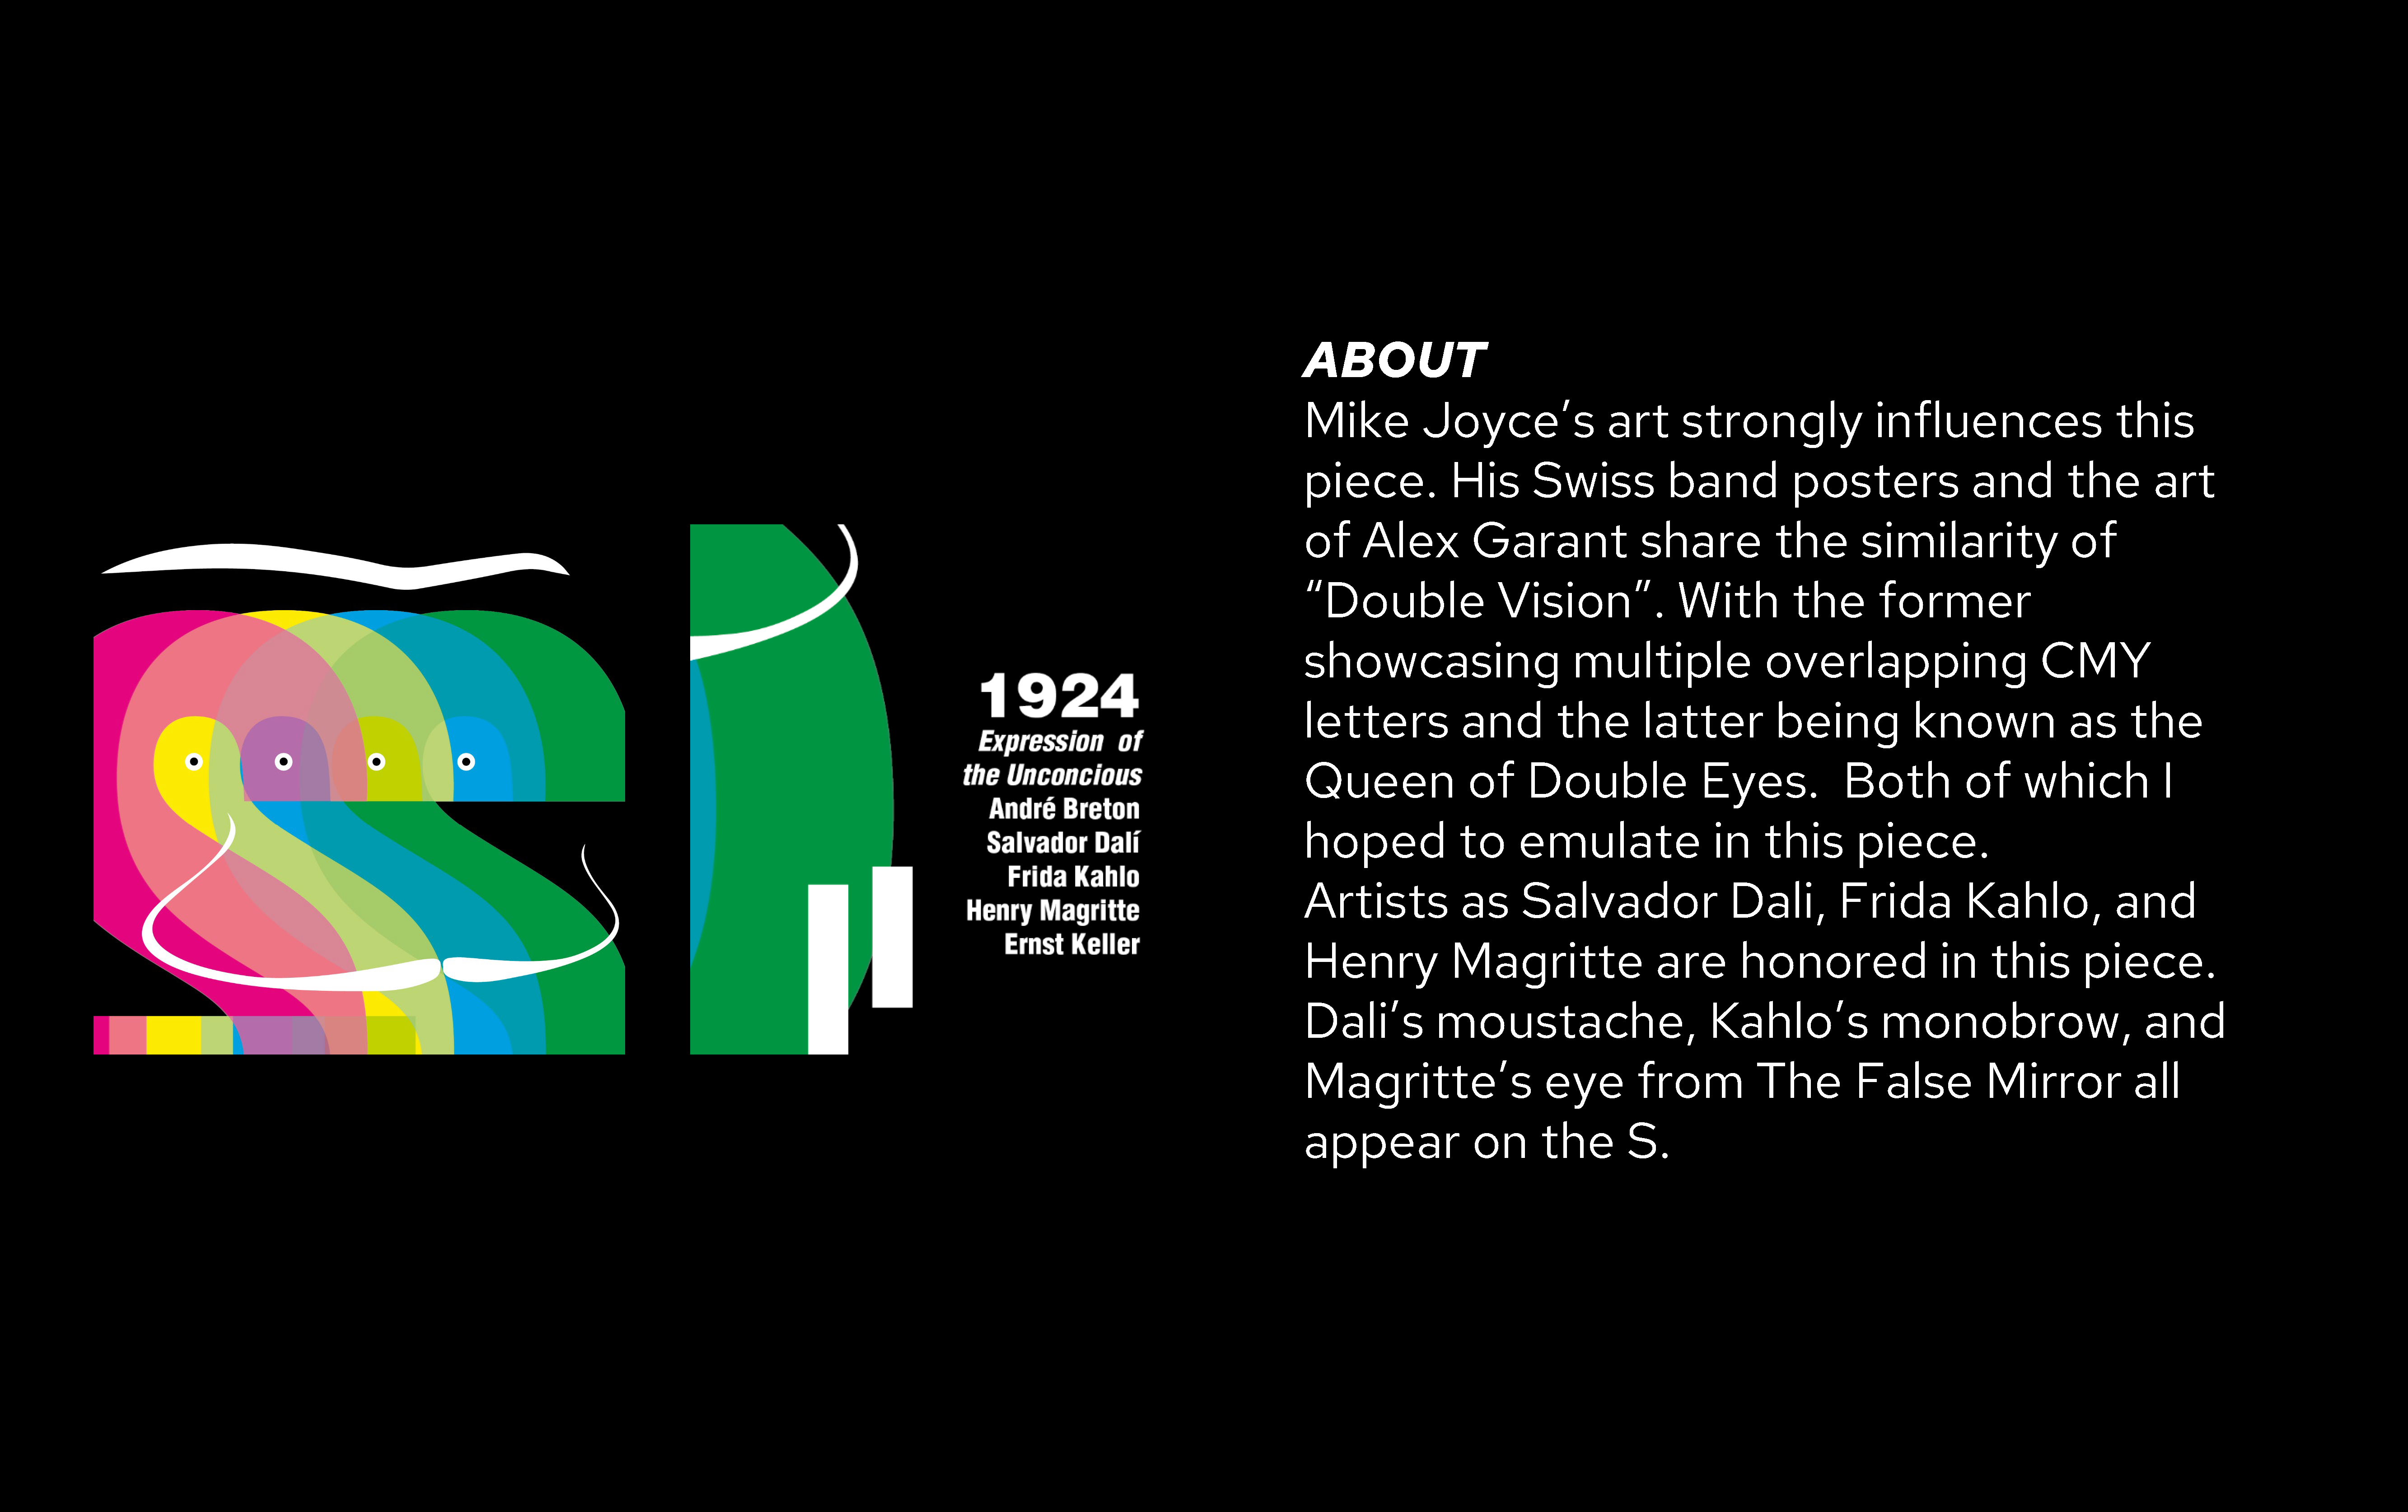 1924
Expression of
the Unconcious
André Breton
Salvador Dalí
Frida Kahlo
Henry Magritte
Ernst Keller
ABOUT
Mike Joyce’s art strongly influences this
piece. His Swiss band posters and the art
of Alex Garant share the similarity of
“Double Vision”. With the former
showcasing multiple overlapping CMY
letters and the latter being known as the
Queen of Double Eyes.  Both of which I
hoped to emulate in this piece.
Artists as Salvador Dali, Frida Kahlo, and
Henry Magritte are honored in this piece.
Dali’s moustache, Kahlo’s monobrow, and
Magritte’s eye from The False Mirror all
appear on the S.